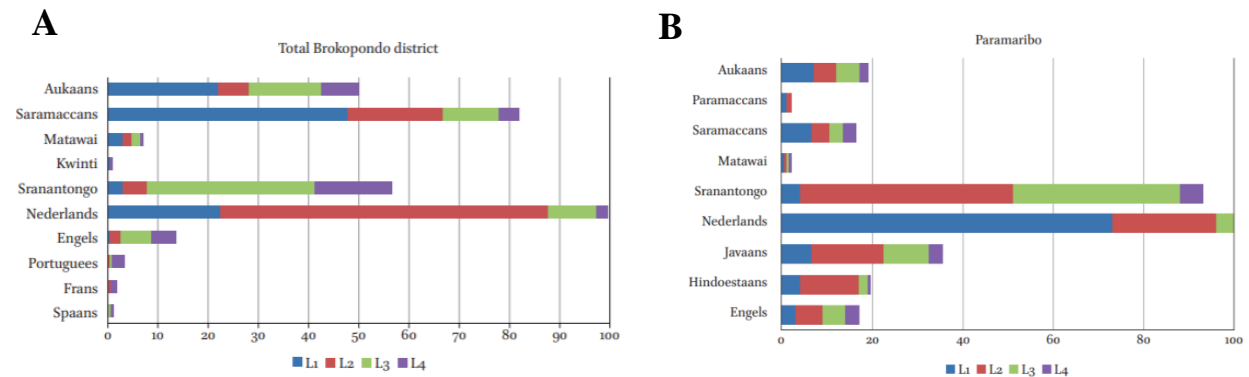 A
Total Brokopondo district
Aukaans
Saramaccans
Matawai
Kwinti
Sranantongo
Nederlands
Engels
Portuguees
Frans
Spaans
0 10 20 30 40 50 60 70 80 90 100
L1 L2 L3 L4
B
Paramaribo
Aukaans
Paramaccans
Saramaccans
Matawai
Sranantongo
Nederlands
Javaans
Hindoestaans
Engels
0 20 40 60 80 100
L1 L2 L3 L4